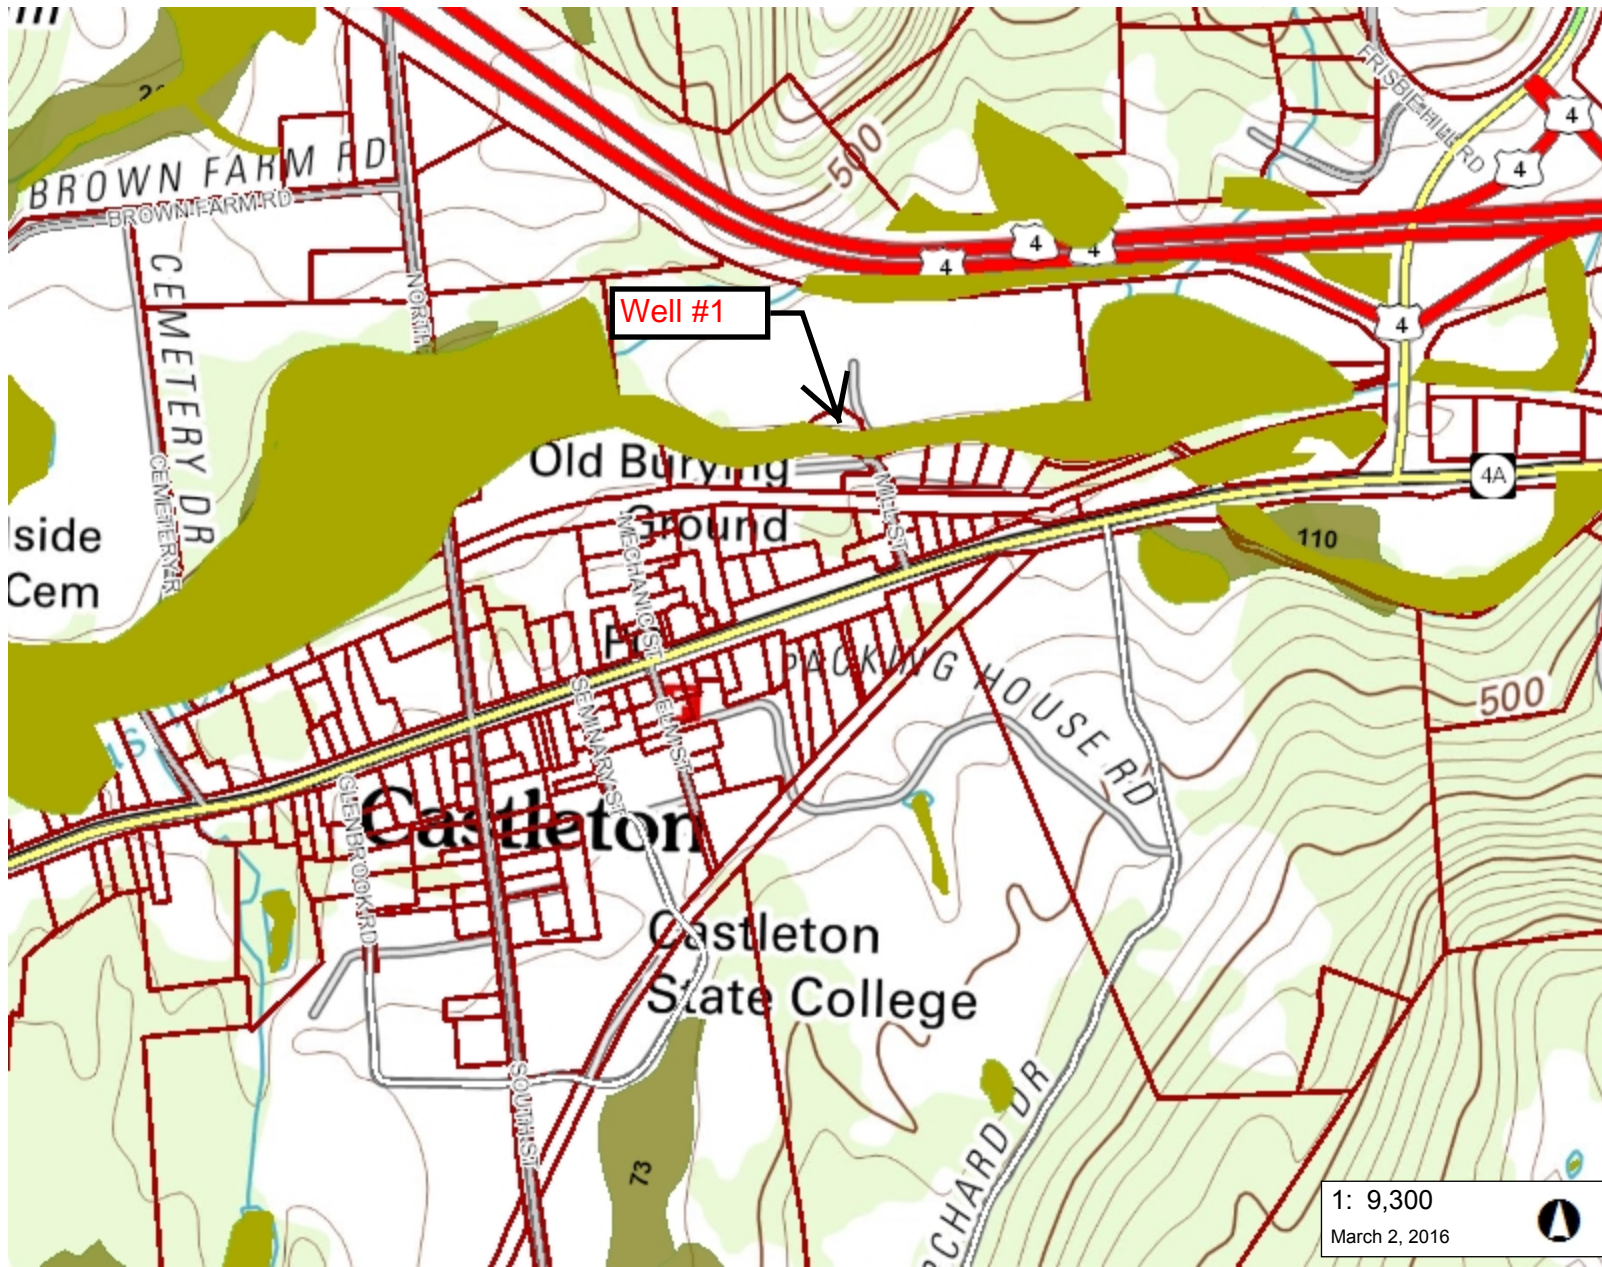 BROWN FARM RD
BROWN FARM RD
FRISBIE HILL RD
4
4
500
4
4
4
4
Well #1
CEMETERY DR
NORTH
Old Burying
Ground
MILL ST
4A
110
side
Cem
MECHANIC ST
PACKING HOUSE RD
SEMINARY ST
ELM ST
500
GLENBROOK RD
Castleton
Castleton
State College
SOUTH ST
73
ORCHARD DR
1: 9,300
March 2, 2016